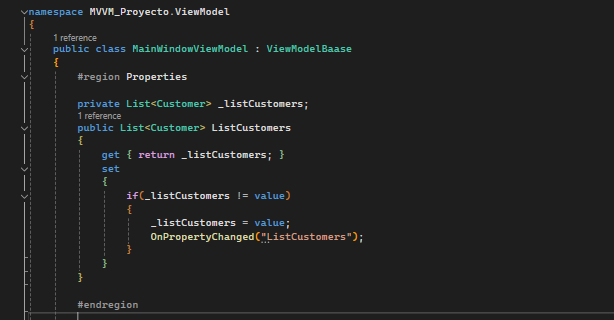 namespace MVVM_Proyecto.ViewModel
{
1 reference
public class MainWindowViewModel : ViewModelBaase
{
#region Properties
private List<Customer> _listCustomers;
1 reference
public List<Customer> ListCustomers
{
get { return _listCustomers; }
set
{
if(_listCustomers != value)
{
_listCustomers = value;
OnPropertyChanged("ListCustomers");
}
}
}
#endregion